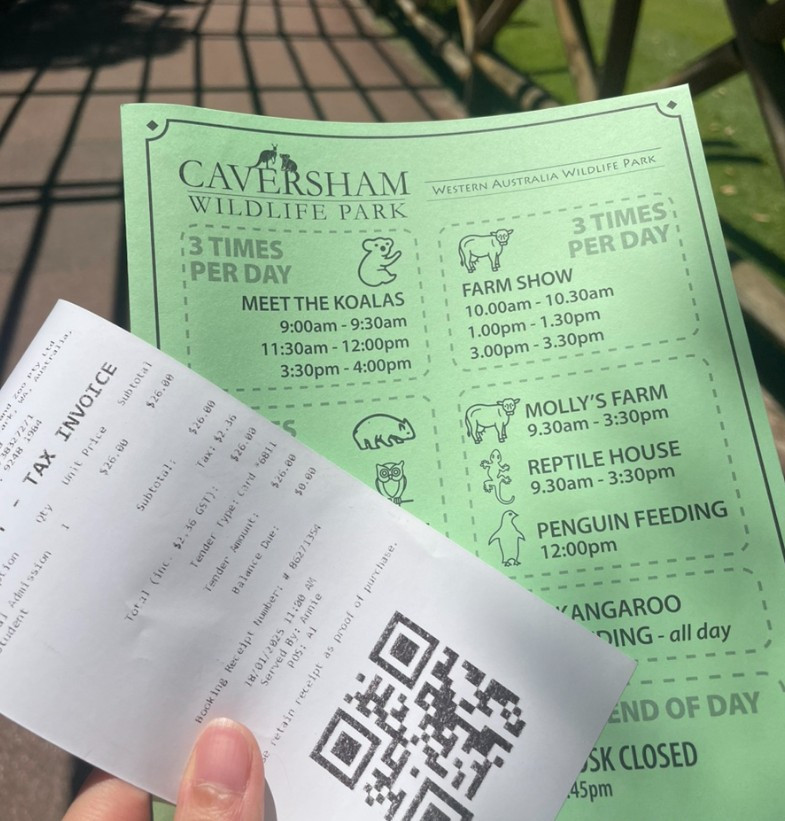 CAVERSHAM
WILDLIFE PARK
WESTERN AUSTRALIA WILDLIFE PARK
3 TIMES
PER DAY
MEET THE KOALAS
9:00am - 9:30am
11:30am - 12:00pm
3:30pm - 4:00pm
3 TIMES
PER DAY
FARM SHOW
10.00am - 10.30am
1.00pm - 1.30pm
3.00pm - 3.30pm
MOLLY'S FARM
9.30am - 3:30pm
REPTILE HOUSE
9.30am - 3:30pm
PENGUIN FEEDING
12:00pm
KANGAROO
DING - all day
END OF DAY
SK CLOSED
45pm
- TAX INVOICE
Qty Unit Price Subtotal
Admission 1 $26.00 $26.00
Student
Subtotal: $26.00
Tax: $2.36
Total (inc. $2.36 GST): $26.00
Tender Type: Card *6011
Tender Amount: $26.00
Balance Due: $0.00
Booking Receipt Number: # 86271354
18/01/2025 11:00 AM
Served By: Annie
POS: A1
retain receipt as proof of purchase.